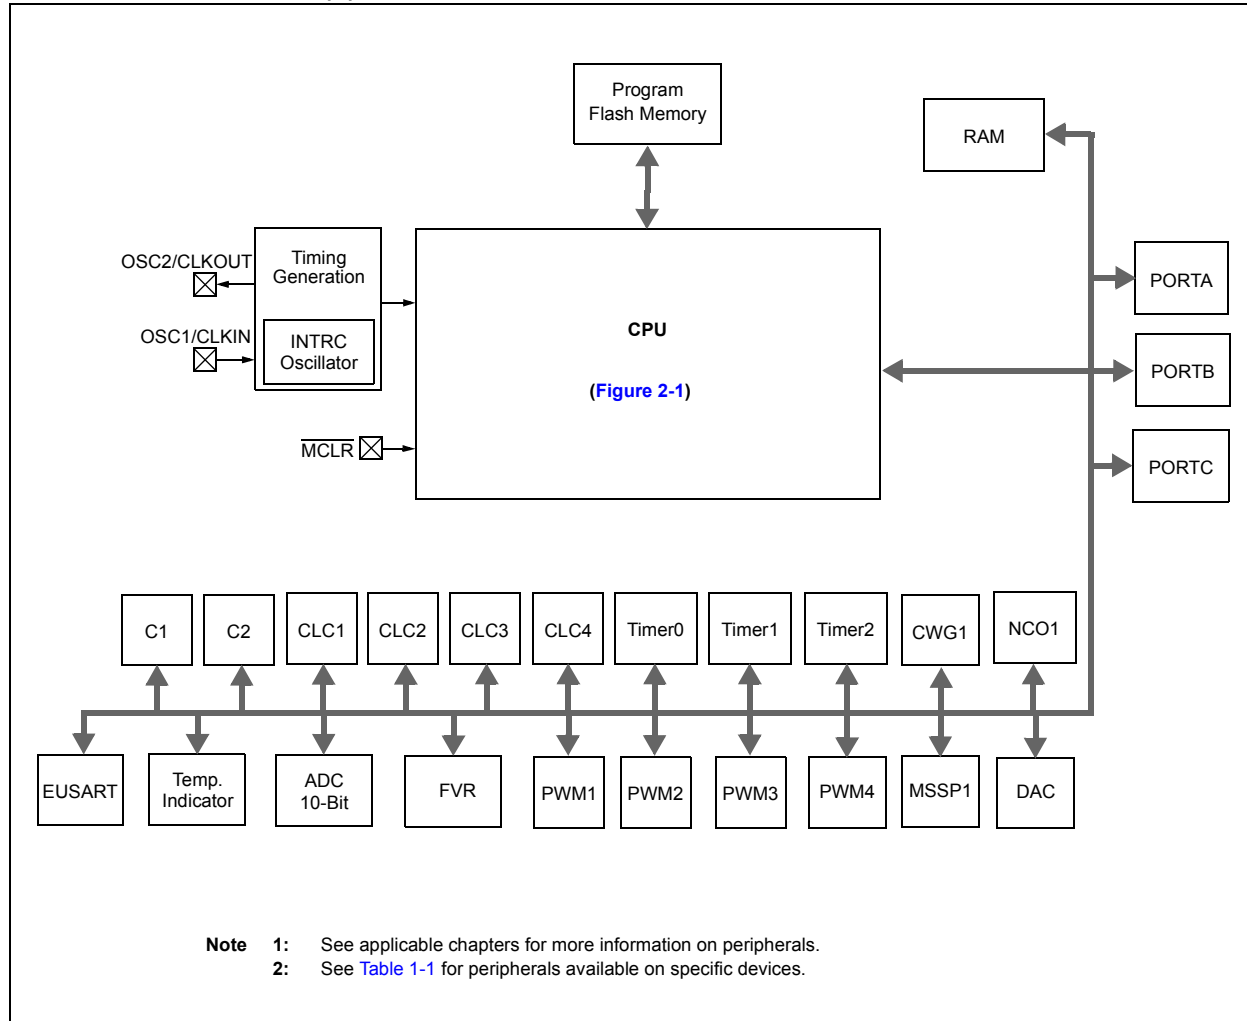 Program
Flash Memory
RAM
OSC2/CLKOUT
Timing
Generation
PORTA
OSC1/CLKIN
INTRC
Oscillator
CPU
(Figure 2-1)
PORTB
MCLR
PORTC
C1
C2
CLC1
CLC2
CLC3
CLC4
Timer0
Timer1
Timer2
CWG1
NCO1
EUSART
Temp.
Indicator
ADC
10-Bit
FVR
PWM1
PWM2
PWM3
PWM4
MSSP1
DAC
Note 1: See applicable chapters for more information on peripherals.
2: See Table 1-1 for peripherals available on specific devices.